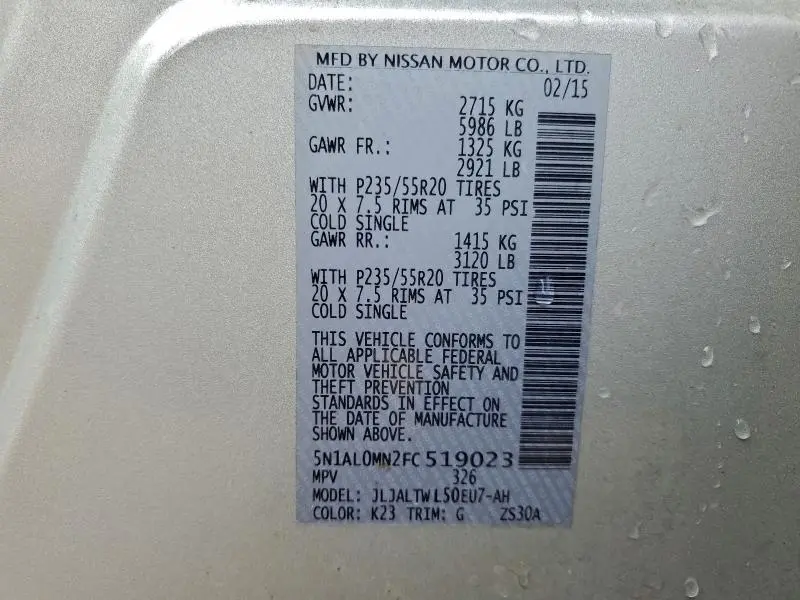 MFD BY NISSAN MOTOR CO., LTD.
DATE: 02/15
GVWR: 2715 KG
5986 LB
GAWR FR.: 1325 KG
2921 LB
WITH P235/55R20 TIRES
20 X 7.5 RIMS AT 35 PSI
COLD SINGLE
GAWR RR.: 1415 KG
3120 LB
WITH P235/55R20 TIRES
20 X 7.5 RIMS AT 35 PSI
COLD SINGLE
THIS VEHICLE CONFORMS TO
ALL APPLICABLE FEDERAL
MOTOR VEHICLE SAFETY AND
THEFT PREVENTION
STANDARDS IN EFFECT ON
THE DATE OF MANUFACTURE
SHOWN ABOVE.
5N1AL0MN2FC519023
MPV 326
MODEL: JLJALTWL50EU7-AH
COLOR: K23 TRIM: G ZS30A